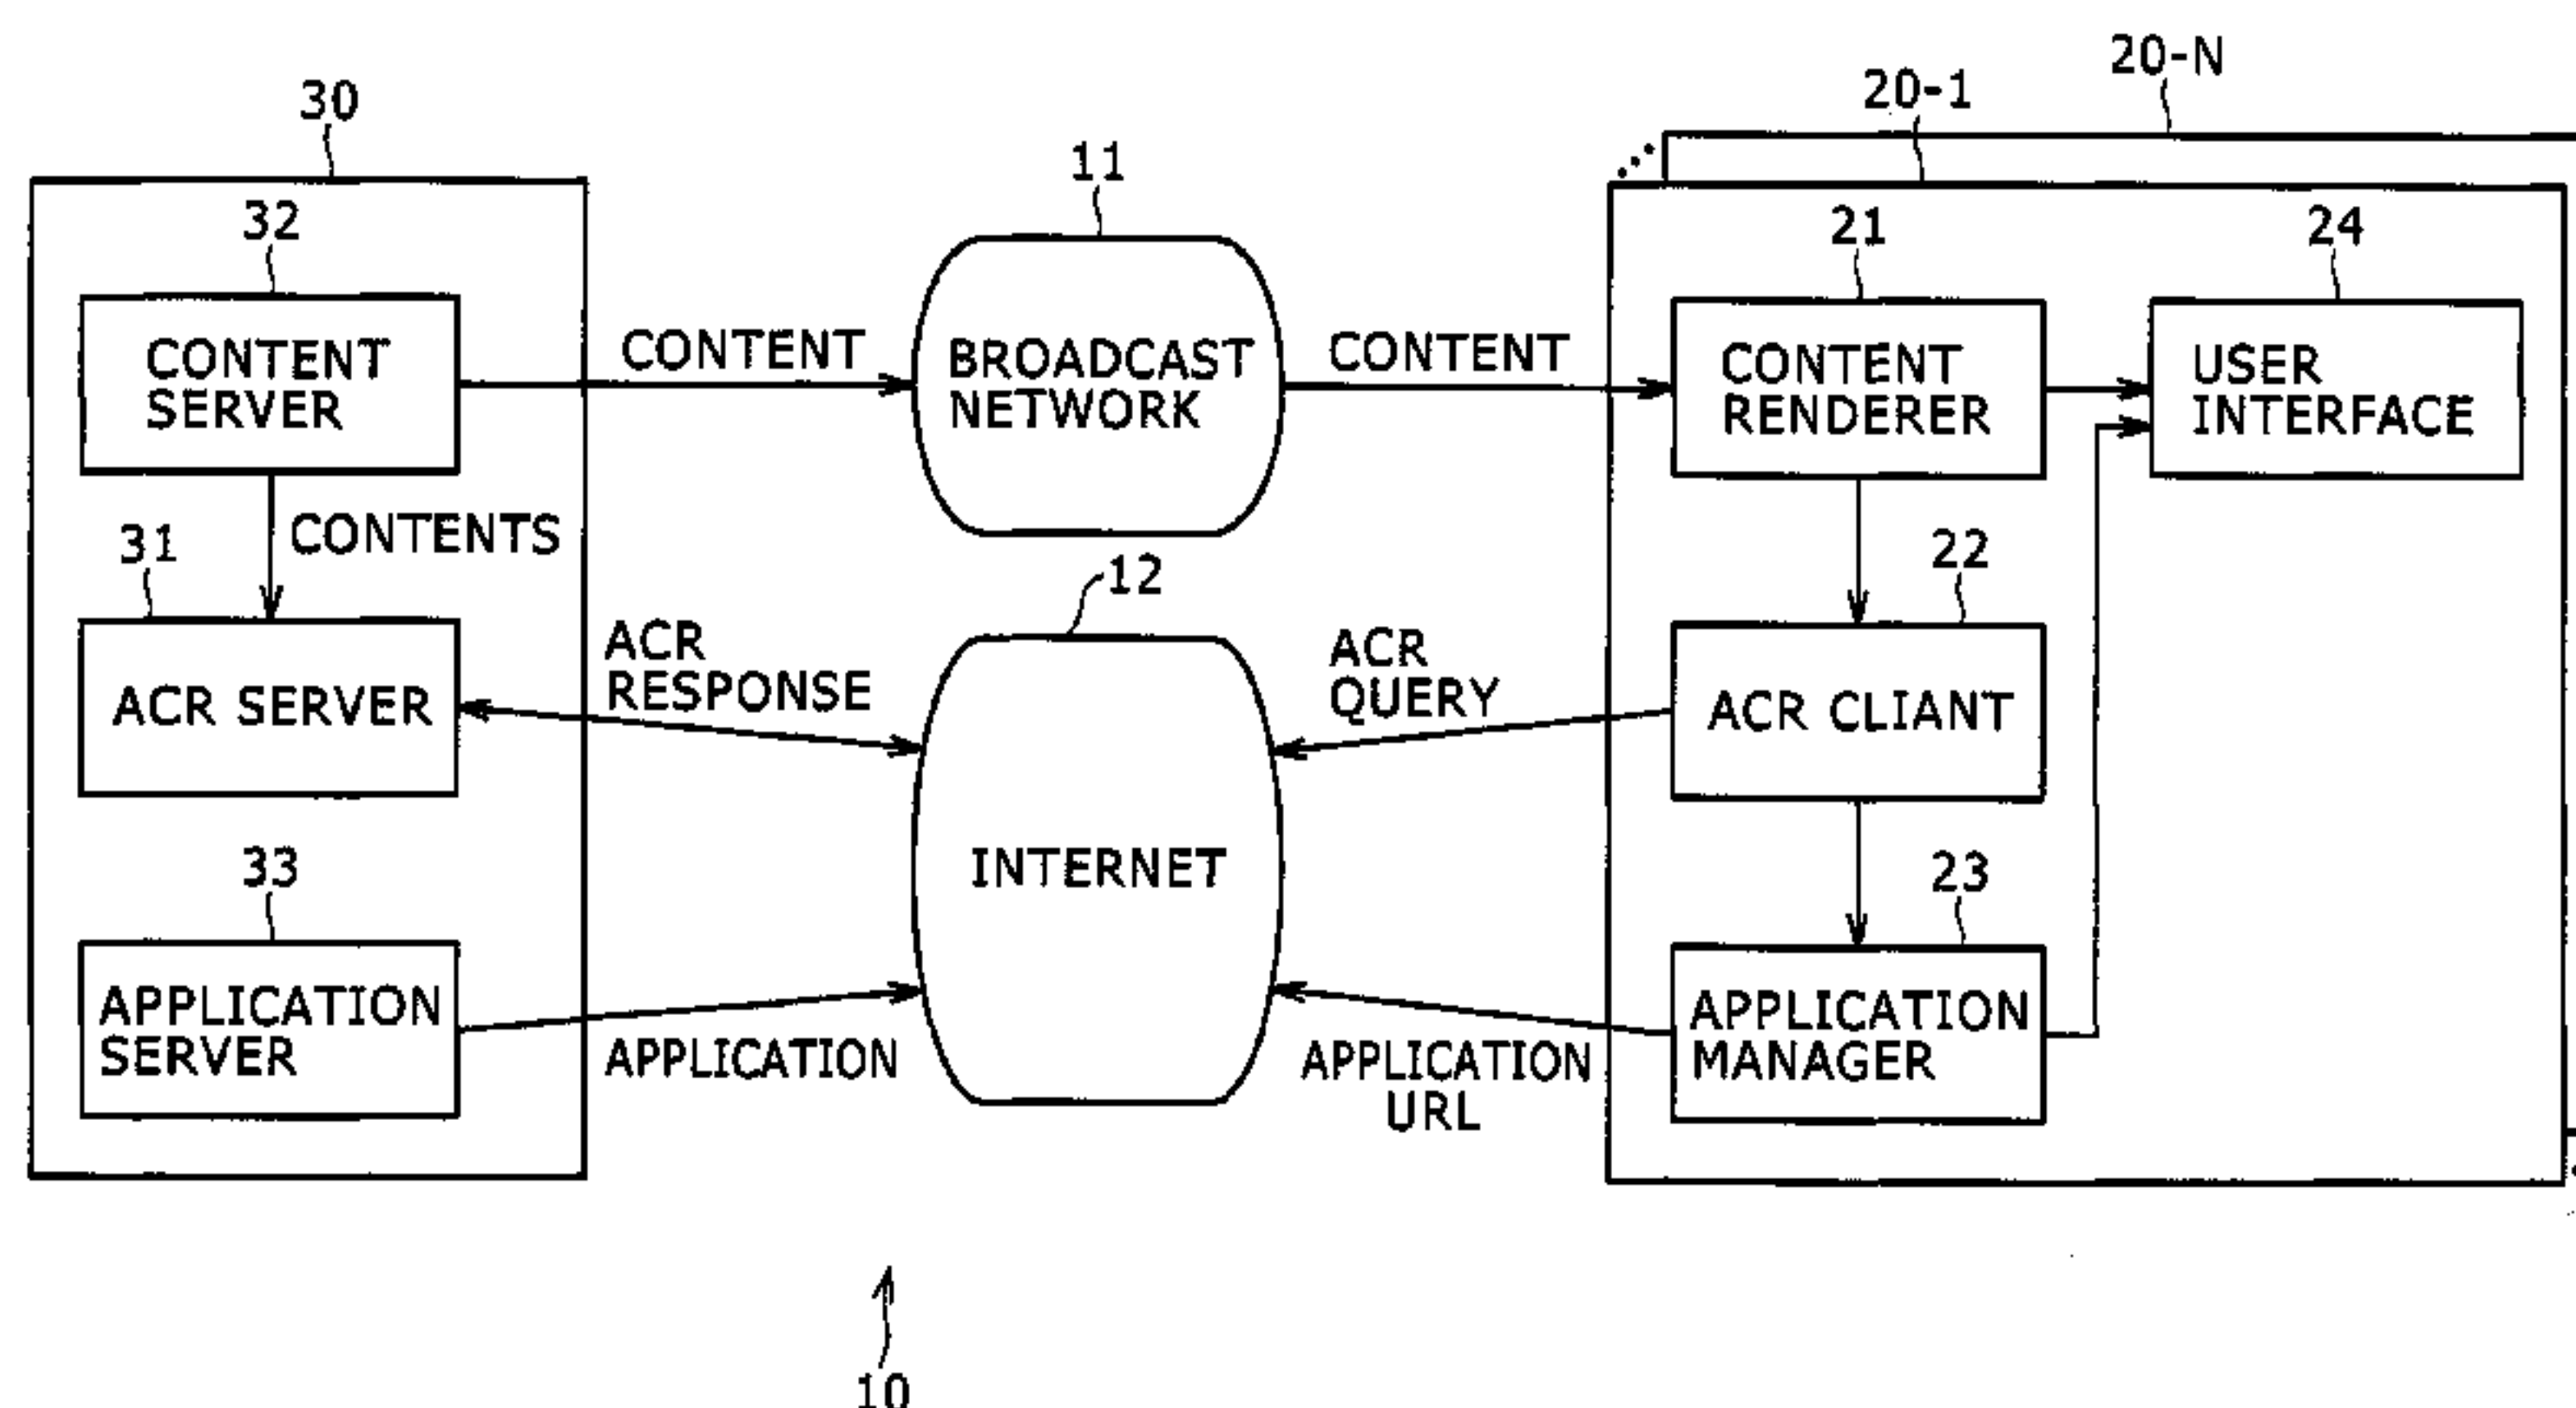 20-N
20-1
30
11
32
21
24
CONTENT
SERVER
CONTENT
BROADCAST
NETWORK
CONTENT
CONTENT
RENDERER
USER
INTERFACE
CONTENTS
31
12
22
ACR
RESPONSE
ACR
QUERY
ACR SERVER
ACR CLIANT
INTERNET
33
23
APPLICATION
SERVER
APPLICATION
APPLICATION
URL
APPLICATION
MANAGER
10